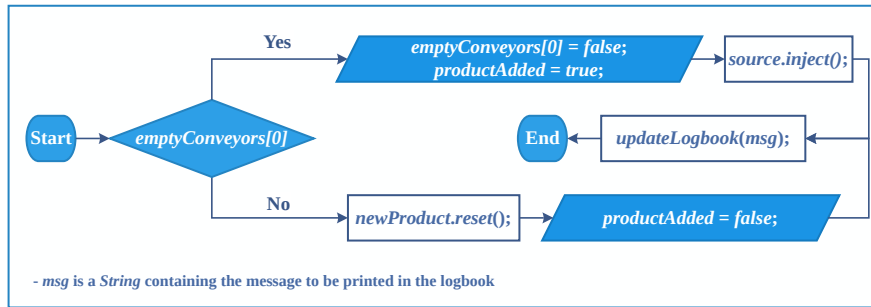 Yes
emptyConveyors[0] = false;
productAdded = true;
source.inject();
Start
emptyConveyors[0]
End
updateLogbook(msg);
No
newProduct.reset();
productAdded = false;
- msg is a String containing the message to be printed in the logbook